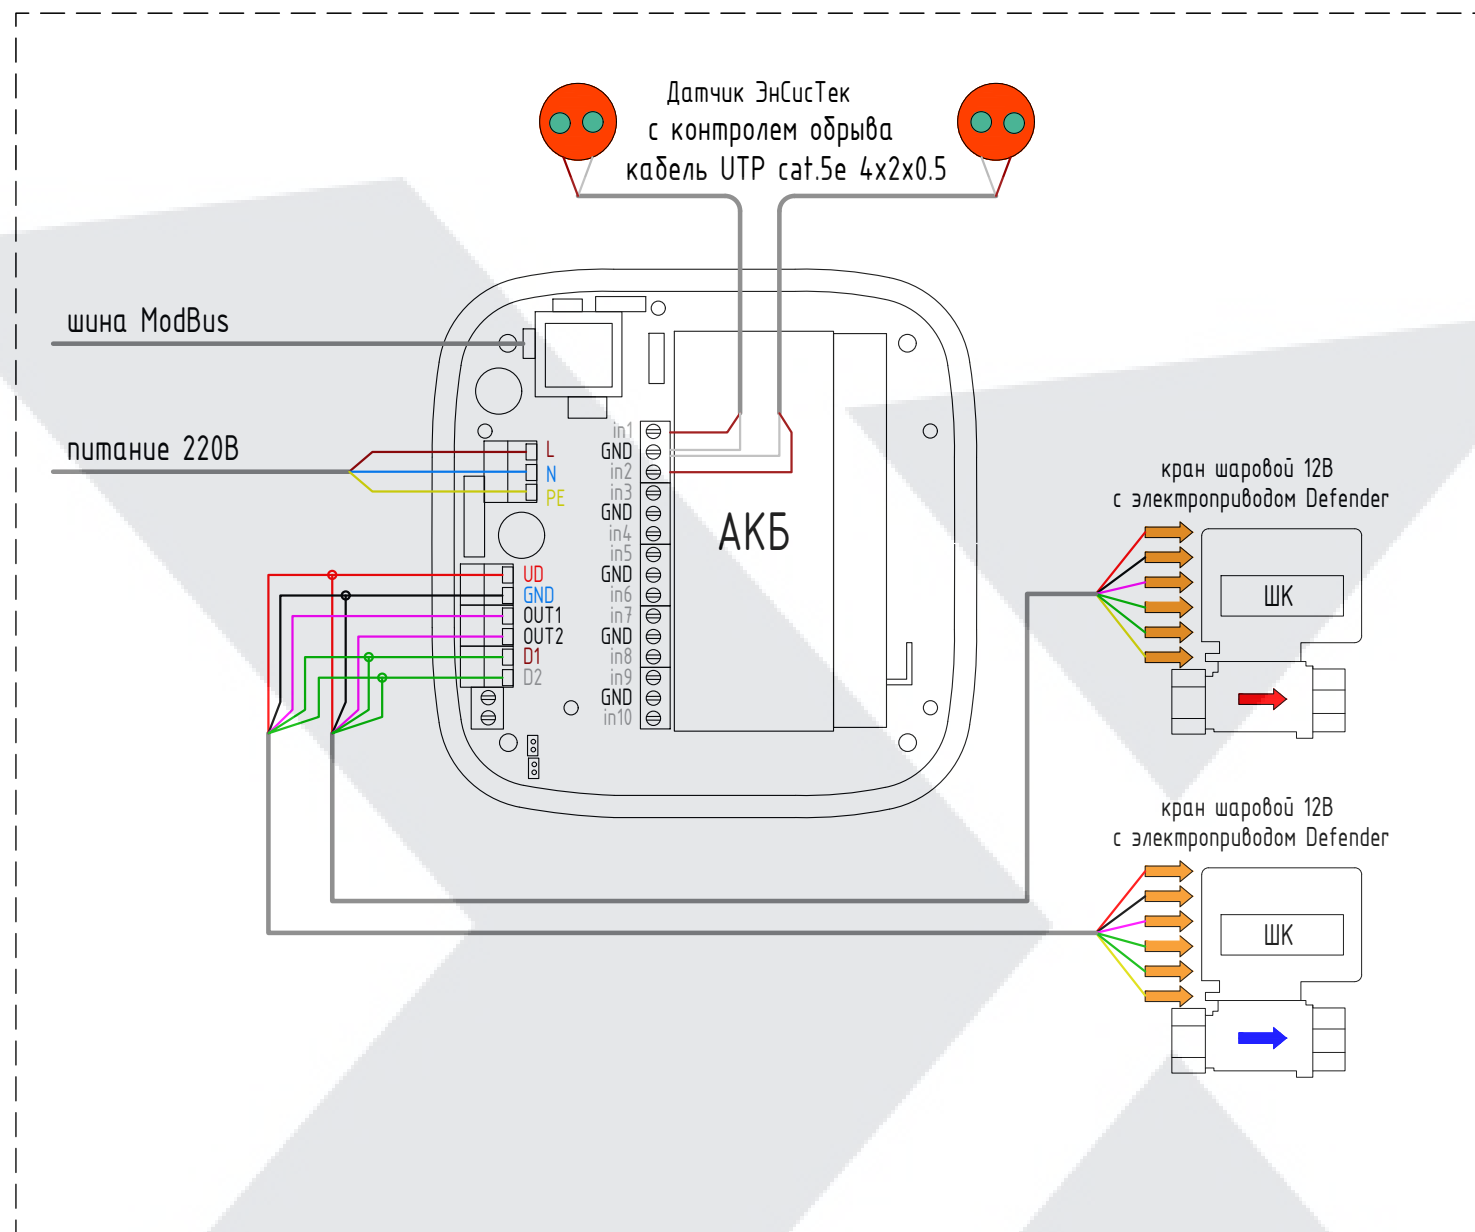 Датчик ЭнСисТек
с контролем обрыва
кабель UTP cat.5e 4x2x0.5
шина ModBus
питание 220В
L
N
PE
in1
GND
in2
in3
GND
in4
in5
GND
in6
in7
GND
in8
in9
GND
in10
АКБ
UD
GND
OUT1
OUT2
D1
D2
кран шаровой 12В
с электроприводом Defender
ШК
кран шаровой 12В
с электроприводом Defender
ШК